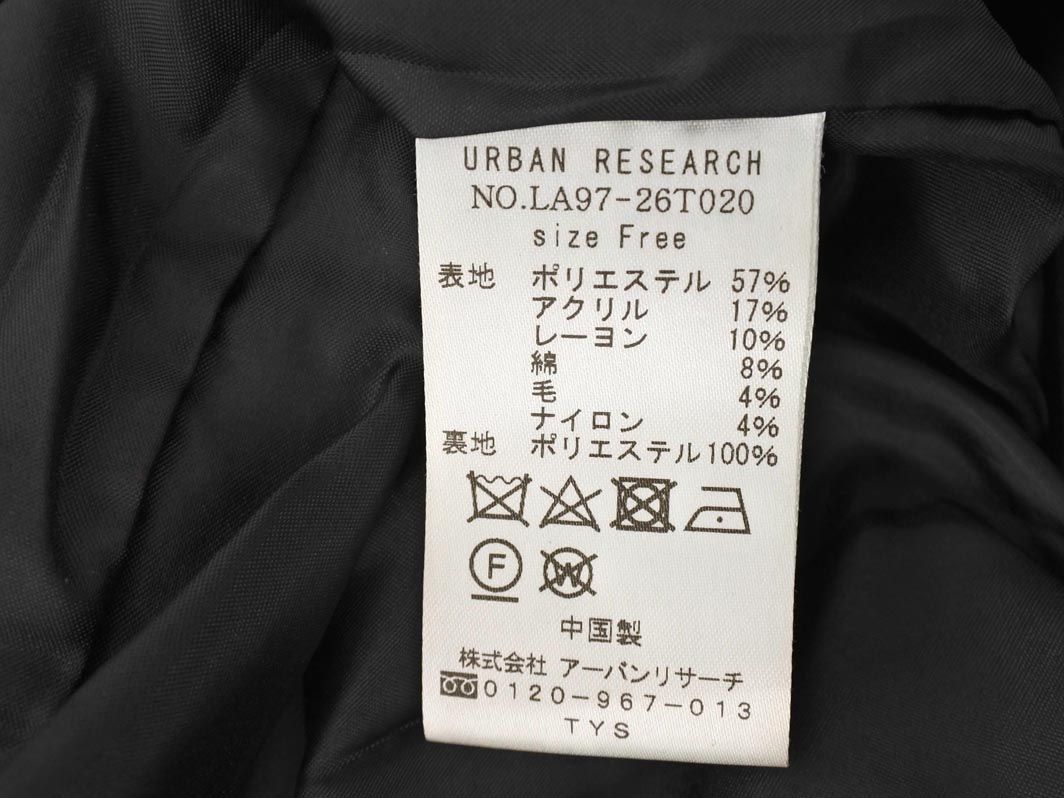 URBAN RESEARCH
NO.LA97-26T020
size Free
表地 ポリエステル 57%
アクリル 17%
レーヨン 10%
綿 8%
毛 4%
ナイロン 4%
裏地 ポリエステル 100%
F W
中国製
株式会社 アーバンリサーチ
0120-967-013
TYS